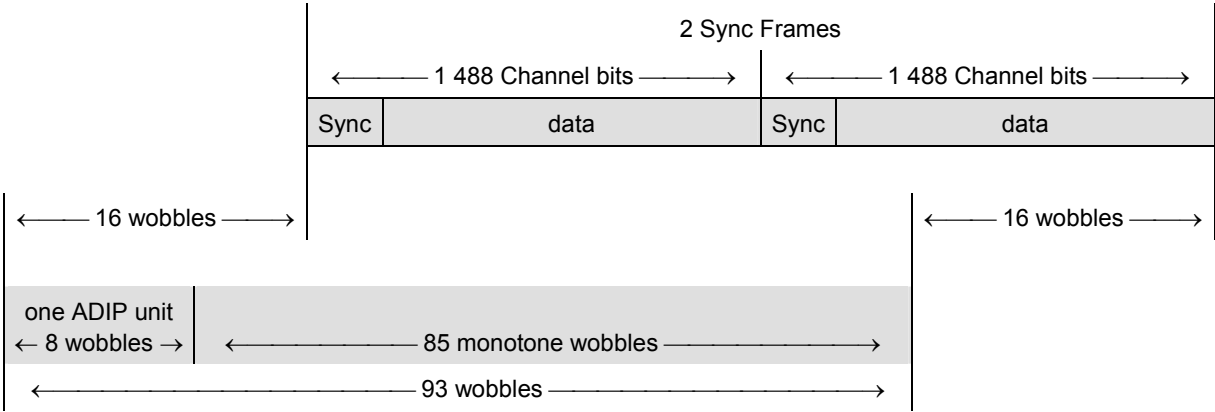 2 Sync Frames
← 1 488 Channel bits → ← 1 488 Channel bits →
Sync data Sync data
← 16 wobbles → ← 16 wobbles →
one ADIP unit
← 8 wobbles → ← 85 monotone wobbles →
← 93 wobbles →